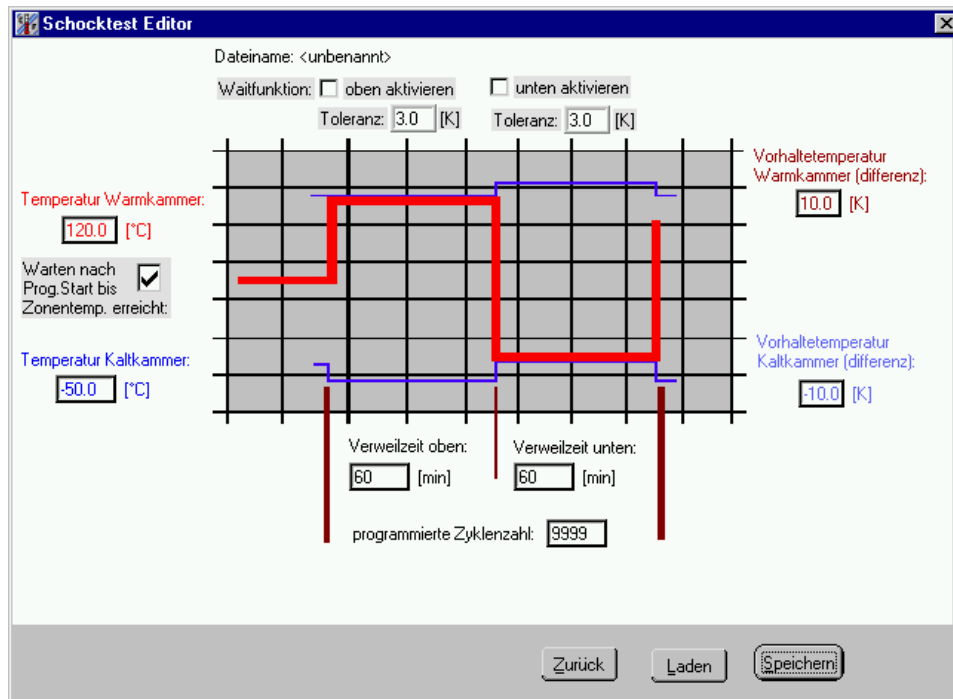 Schocktest Editor
Dateiname: <unbenannt>
Waitfunktion: oben aktivieren unten aktivieren
Toleranz: 3.0 [K] Toleranz: 3.0 [K]
Vorhaltetemperatur
Warmkammer (differenz):
10.0 [K]
Temperatur Warmkammer:
120.0 [°C]
Warten nach
Prog.Start bis
Zonentemp. erreicht:
Temperatur Kaltkammer:
-50.0 [°C]
Vorhaltetemperatur
Kaltkammer (differenz):
-10.0 [K]
Verweilzeit oben: Verweilzeit unten:
60 [min] 60 [min]
programmierte Zyklenzahl: 9999
Zurück Laden Speichern